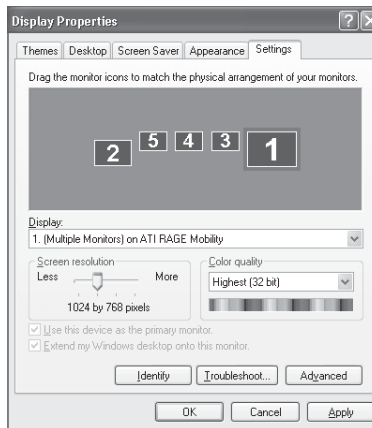 Display Properties
Themes Desktop Screen Saver Appearance Settings
Drag the monitor icons to match the physical arrangement of your monitors.
2 5 4 3 1
Display:
1. (Multiple Monitors) on ATI RAGE Mobility
Screen resolution Color quality
Less More Highest (32 bit)
1024 by 768 pixels
Use this device as the primary monitor.
Extend my Windows desktop onto this monitor.
Identify Troubleshoot... Advanced
OK Cancel Apply